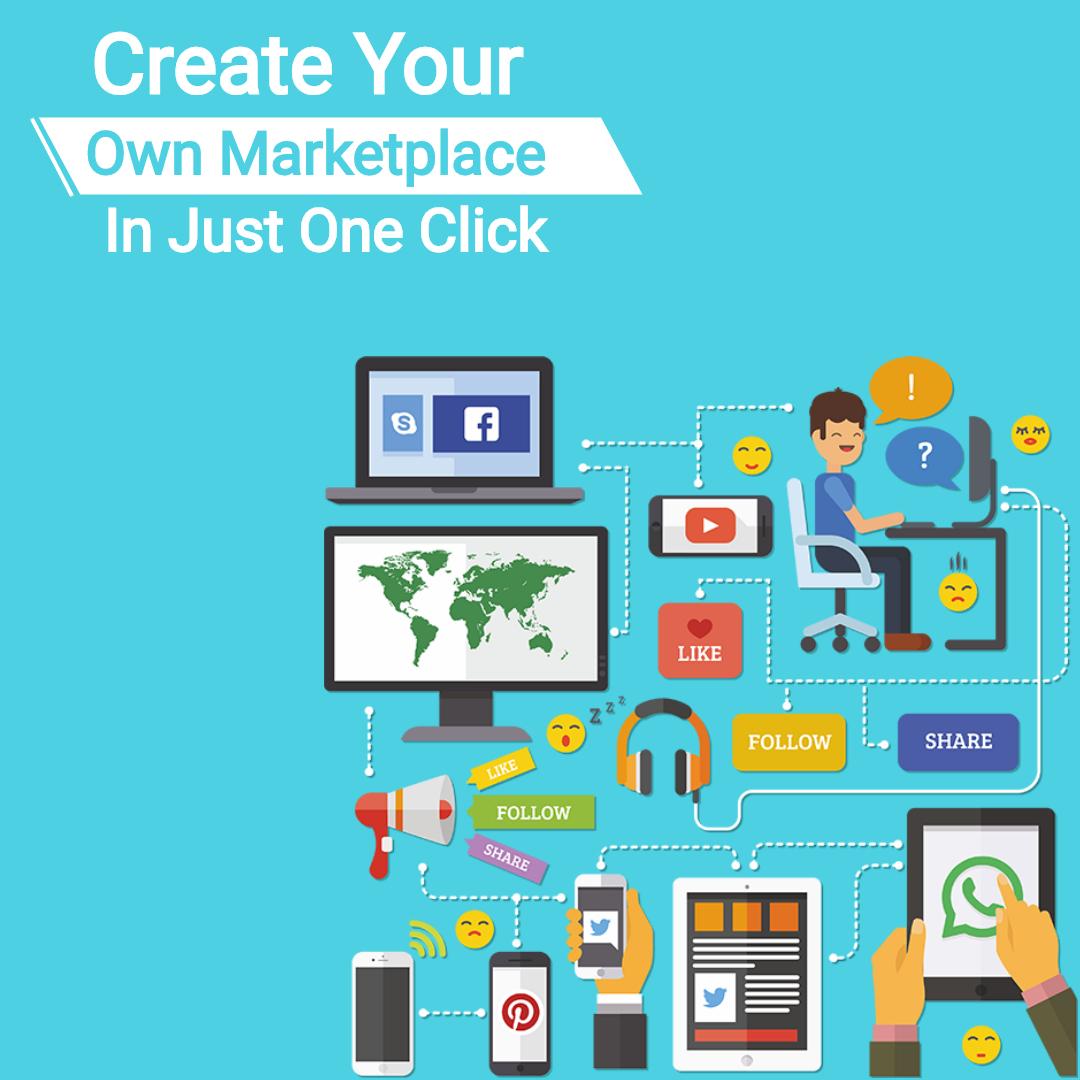 Create Your
Own Marketplace
In Just One Click
!
?
LIKE
z z z
FOLLOW
SHARE
LIKE
FOLLOW
SHARE